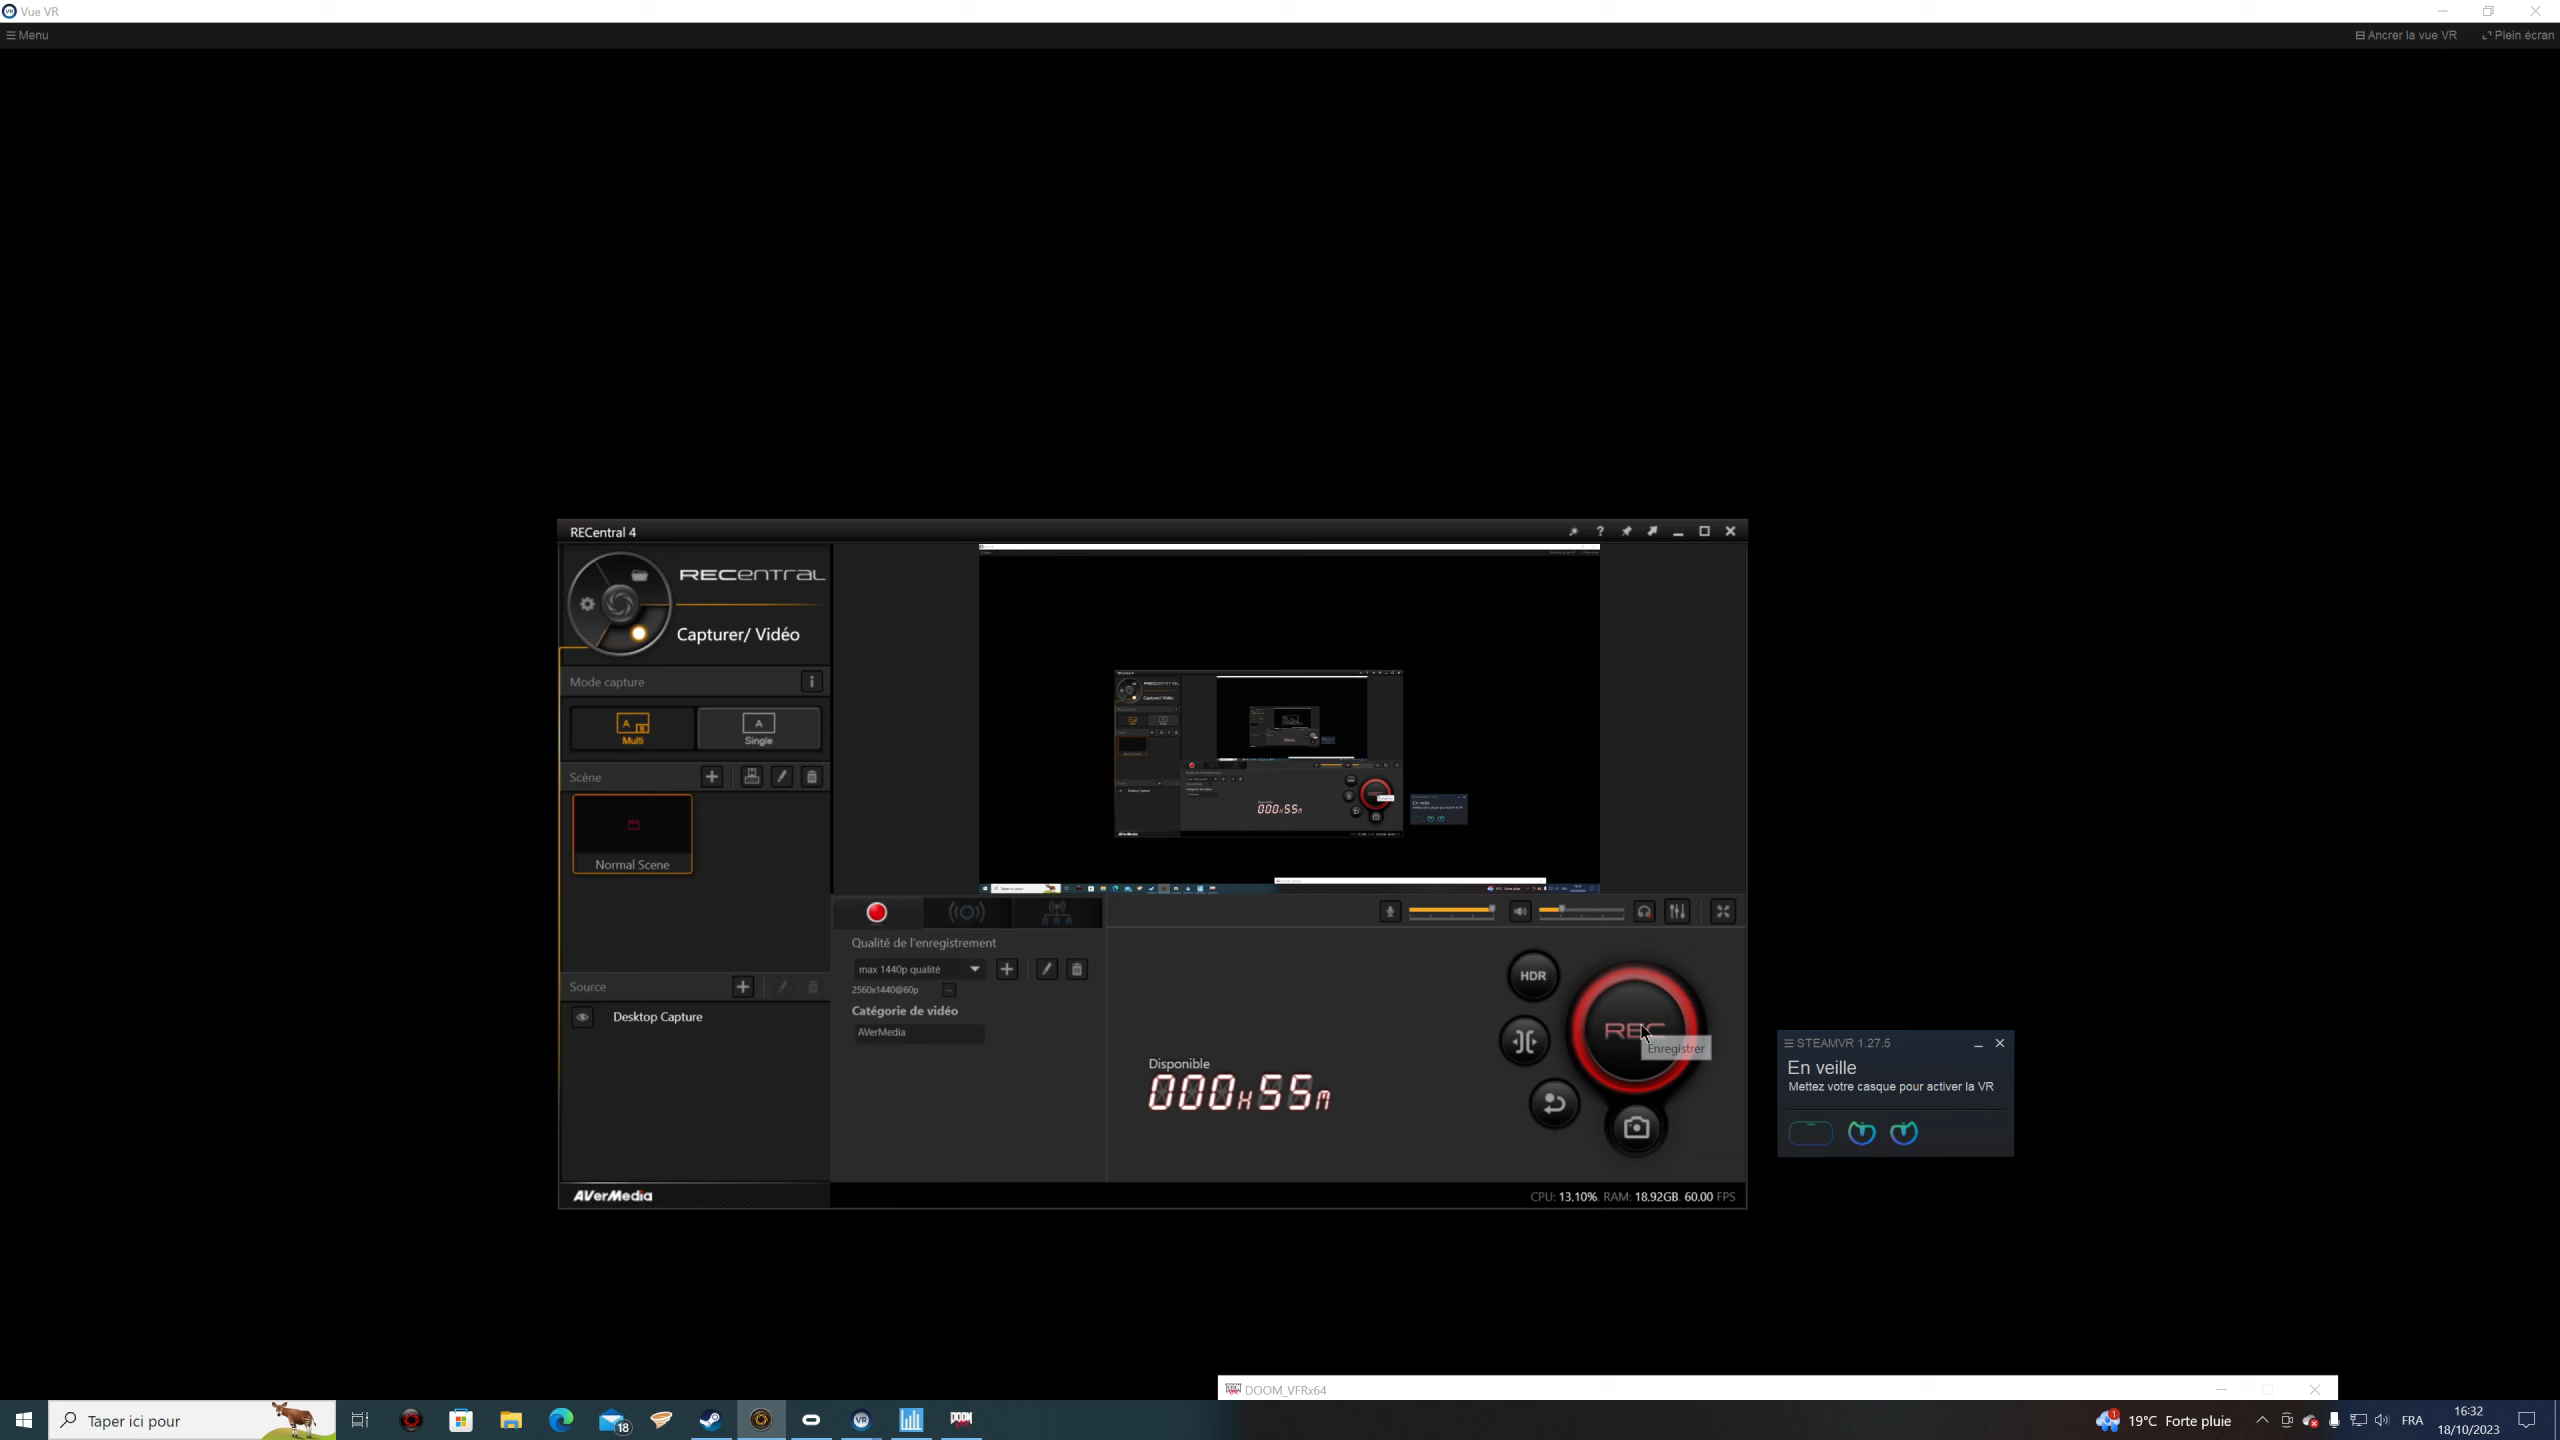 Vue VR
Menu
Ancrer la vue VR
Plein écran
RECentral 4
RECentral
Capturer/ Vidéo
Mode capture
Multi
Single
Scène
Normal Scene
Source
Desktop Capture
AVerMedia
Qualité de l'enregistrement
max 1440p qualité
2560x1440@60p
Catégorie de vidéo
AVerMedia
Disponible
000H55M
HDR
REC
Enregistrer
CPU: 13.10%. RAM: 18.92GB. 60.00 FPS
STEAMVR 1.27.5
En veille
Mettez votre casque pour activer la VR
DOOM_VFRx64
Taper ici pour
18
VR
DOOM
19°C Forte pluie
FRA
16:32
18/10/2023